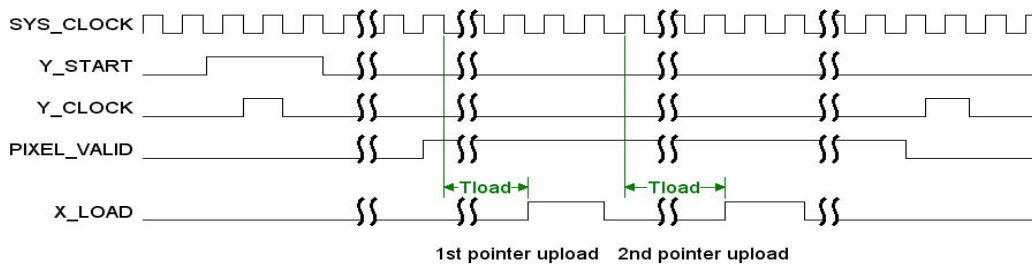 SYS_CLOCK
Y_START
Y_CLOCK
PIXEL_VALID
Tload Tload
X_LOAD
1st pointer upload 2nd pointer upload